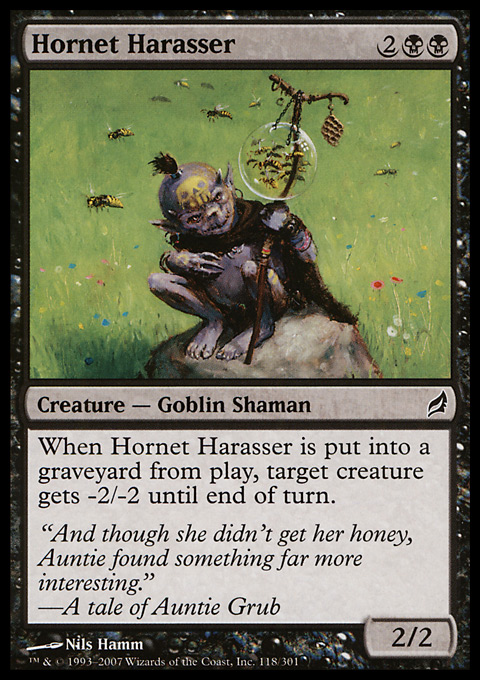 Hornet Harasser 2
Creature — Goblin Shaman
When Hornet Harasser is put into a
graveyard from play, target creature
gets -2/-2 until end of turn.
“And though she didn’t get her honey,
Auntie found something far more
interesting.”
—A tale of Auntie Grub
2/2
Nils Hamm
™ & © 1993–2007 Wizards of the Coast, Inc. 118/301